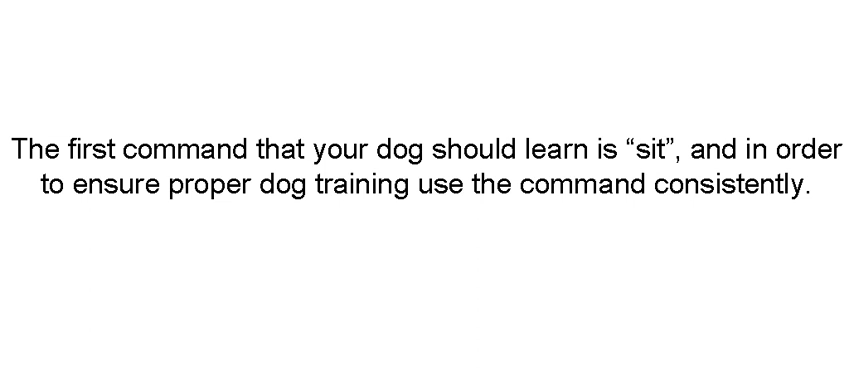 The first command that your dog should learn is “sit”, and in order
to ensure proper dog training use the command consistently.